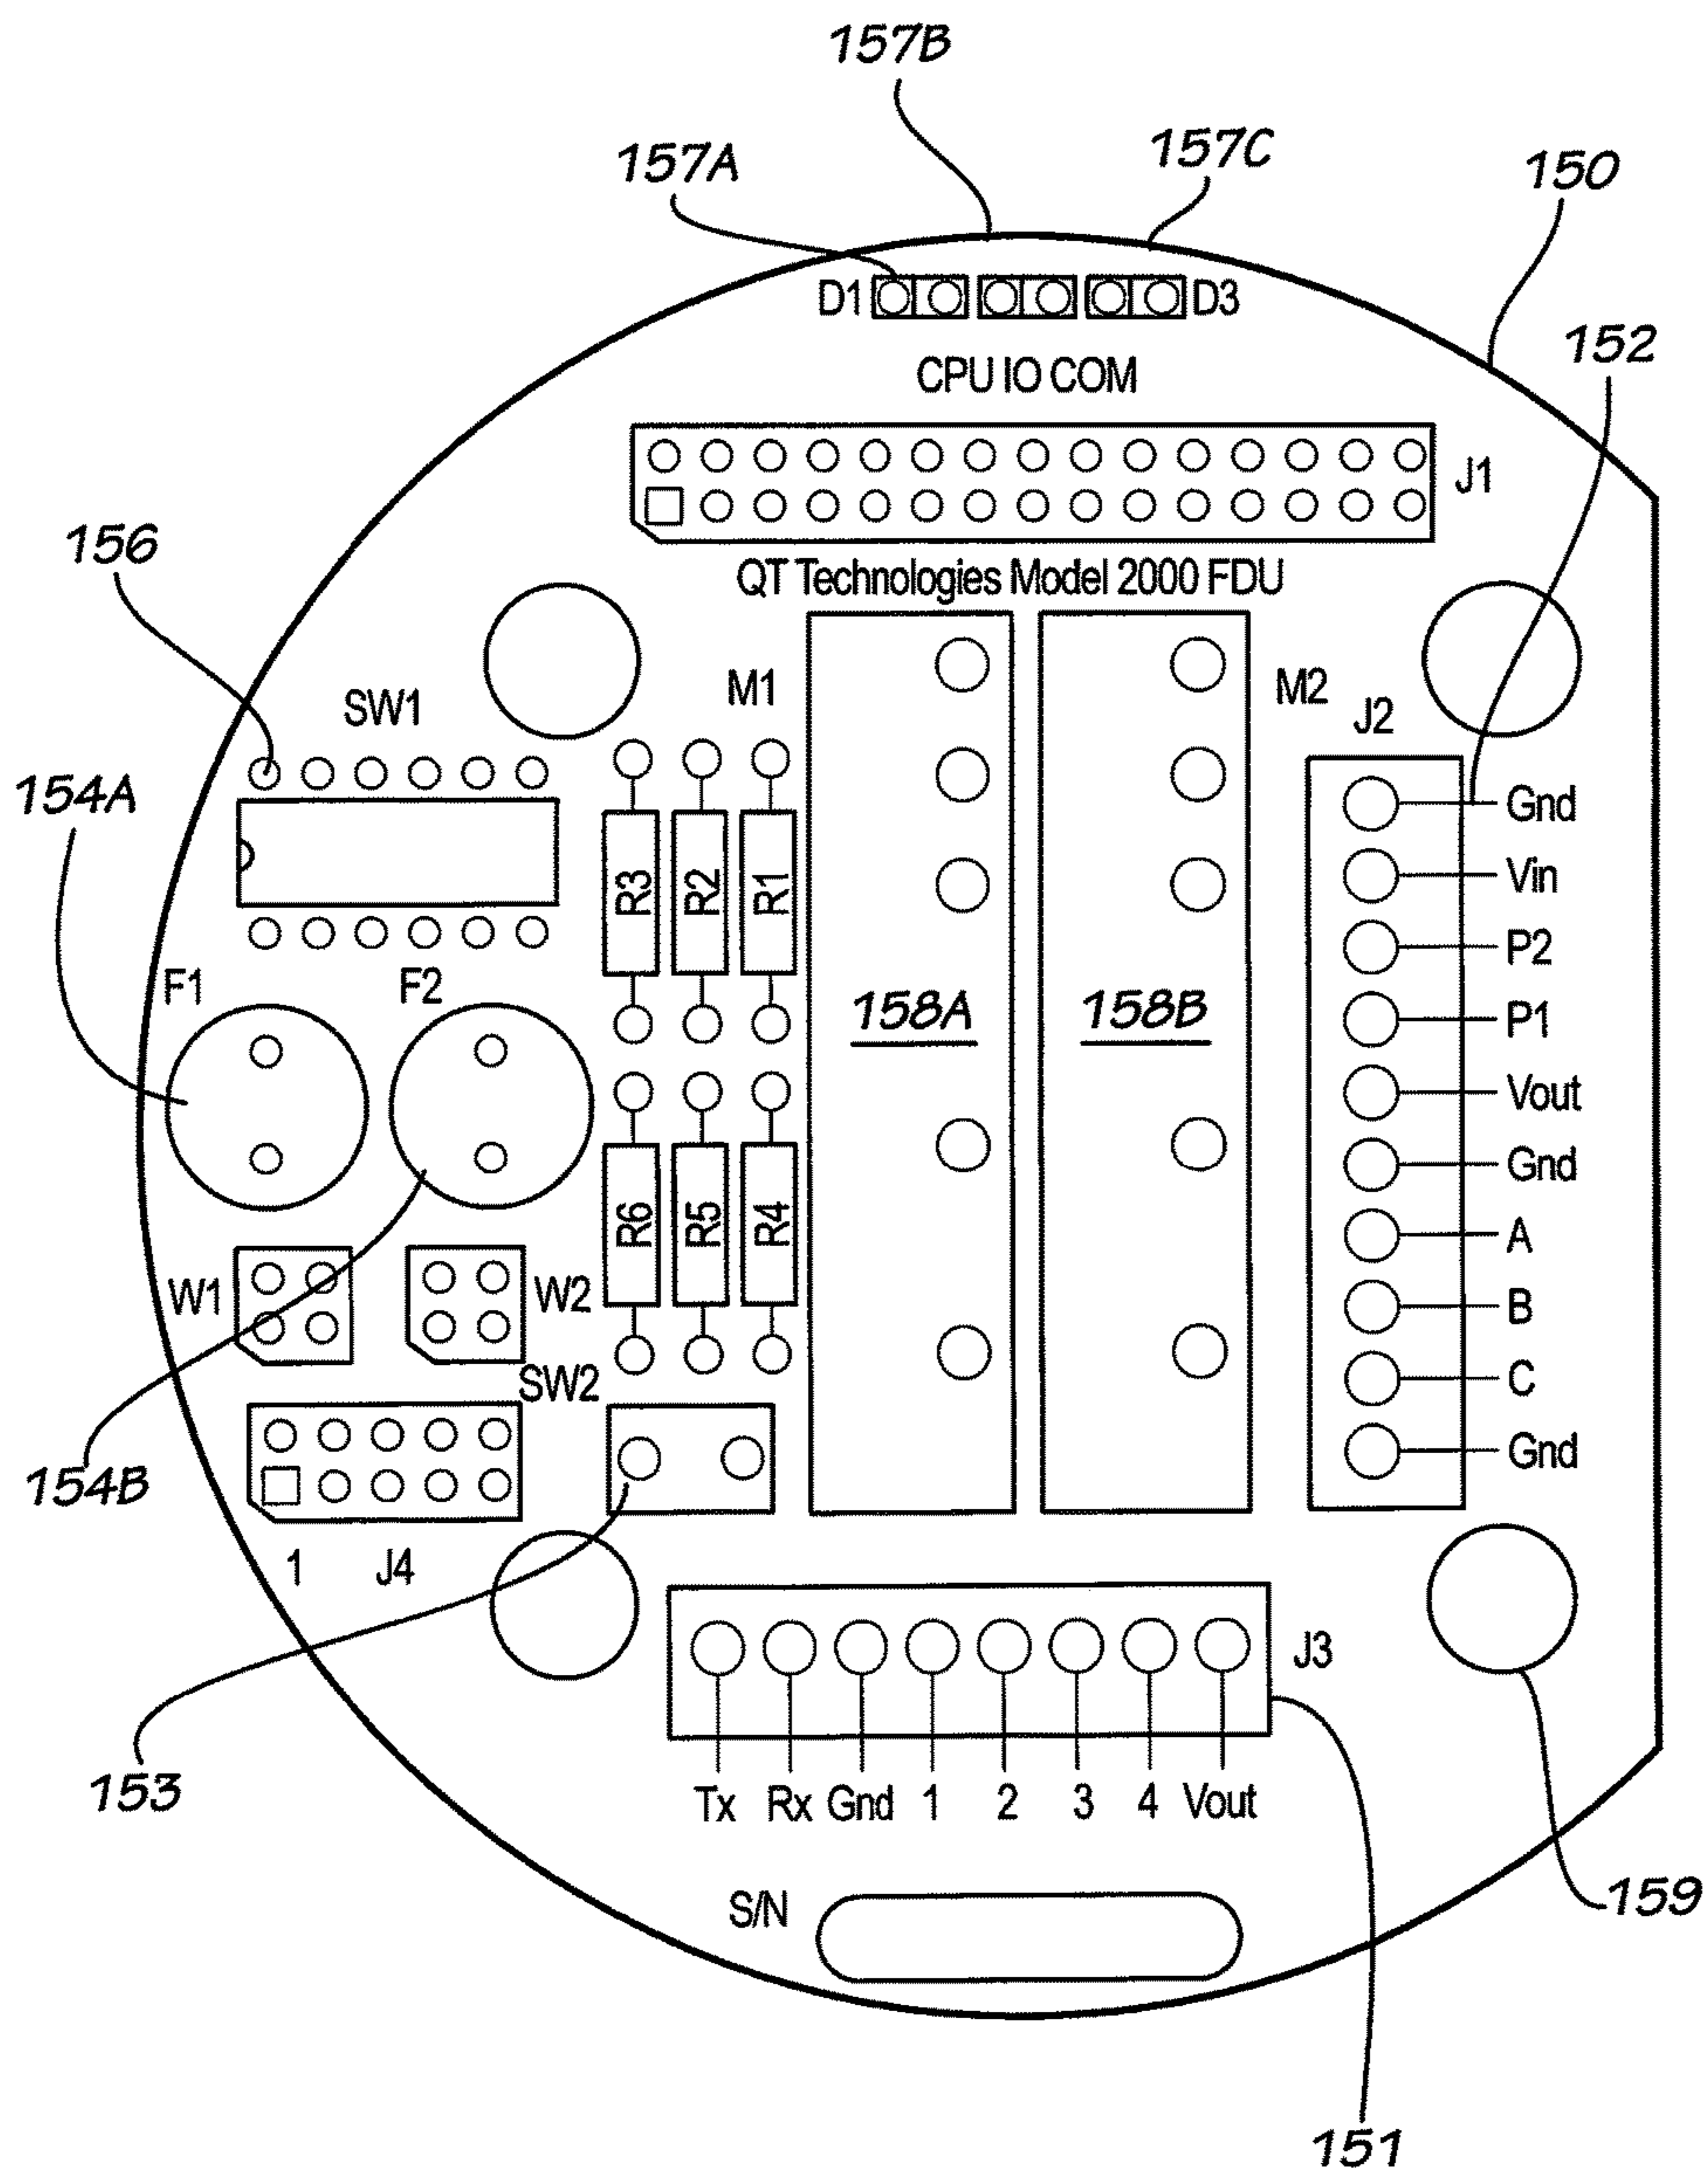 157B
157C
157A
150
152
D1
D3
CPU IO COM
J1
QT Technologies Model 2000 FDU
156
SW1
M1
M2
J2
154A
Gnd
Vin
P2
P1
Vout
Gnd
A
B
C
Gnd
R3
R2
R1
F1
F2
158A
158B
R6
R5
R4
W1
W2
SW2
154B
1
J4
J3
153
Tx Rx Gnd 1 2 3 4 Vout
S/N
159
151